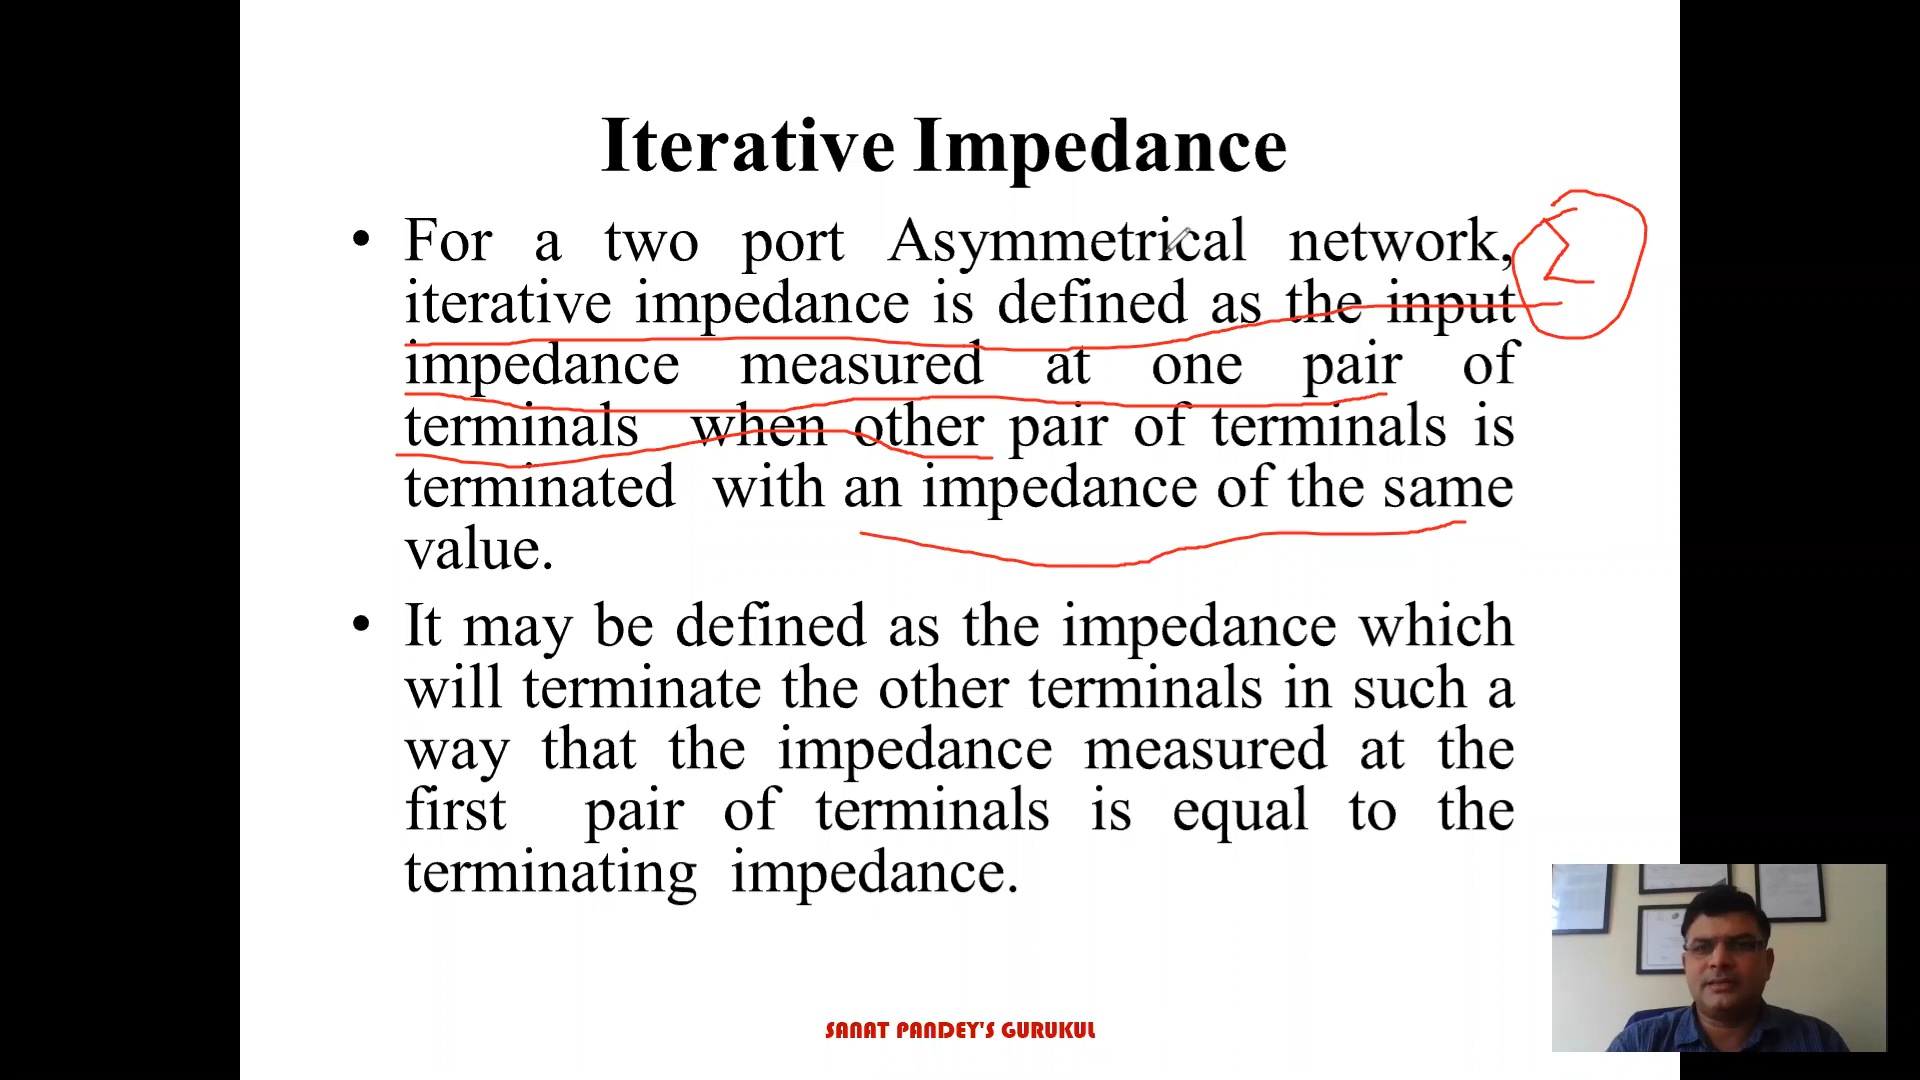 Iterative Impedance
• For a two port Asymmetrical network,
iterative impedance is defined as the input
impedance measured at one pair of
terminals when other pair of terminals is
terminated with an impedance of the same
value.
• It may be defined as the impedance which
will terminate the other terminals in such a
way that the impedance measured at the
first pair of terminals is equal to the
terminating impedance.
SANAT PANDEY'S GURUKUL